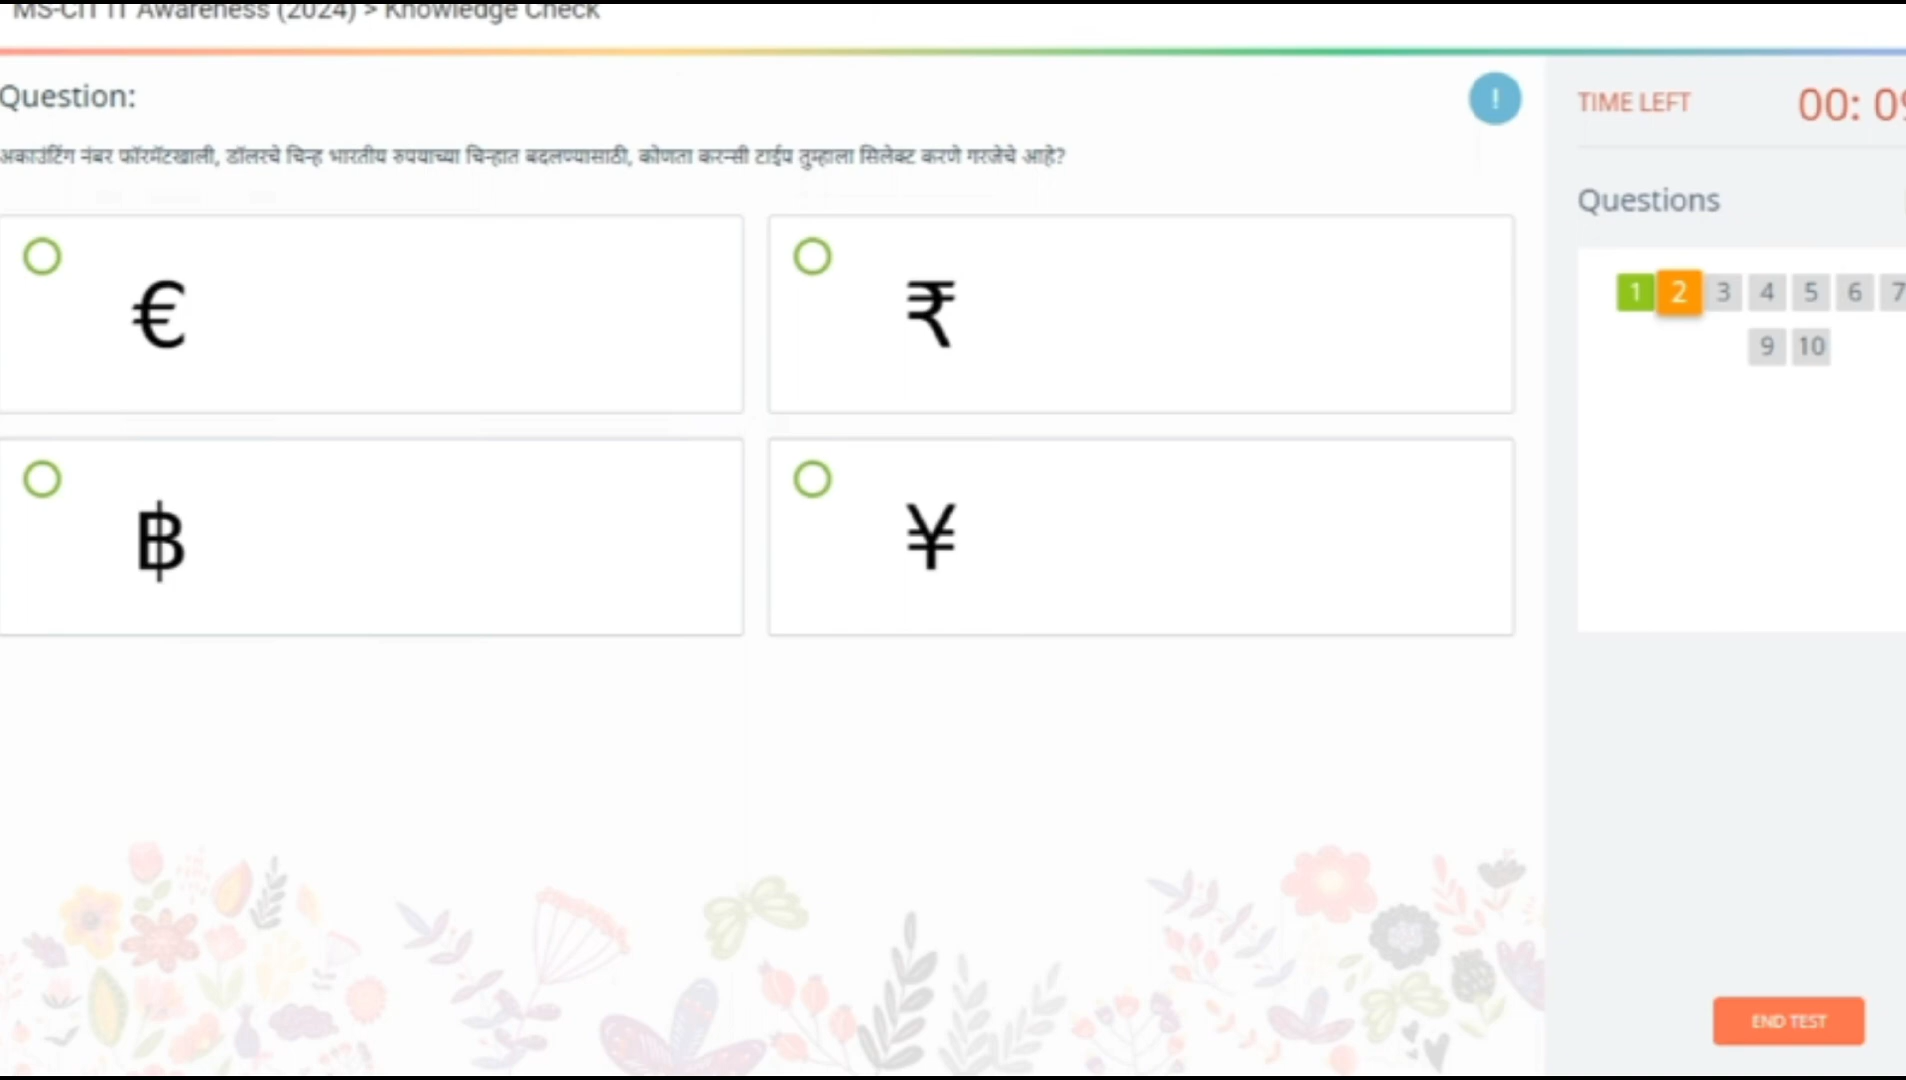 MS-CIT IT Awareness (2024) > Knowledge Check
Question:
!
TIME LEFT
00: 09
अकाउंटिंग नंबर फॉरमॅटखाली, डॉलरचे चिन्ह भारतीय रुपयाच्या चिन्हात बदलण्यासाठी, कोणता करन्सी टाईप तुम्हाला सिलेक्ट करणे गरजेचे आहे?
Questions
€
₹
1 2 3 4 5 6 7
9 10
฿
¥
END TEST